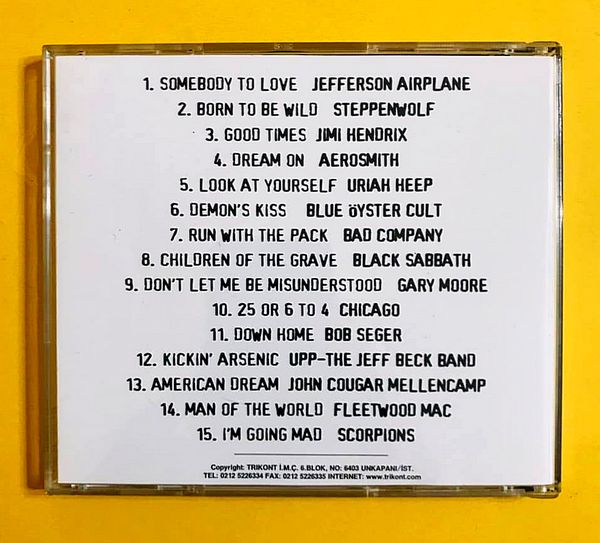 1. SOMEBODY TO LOVE JEFFERSON AIRPLANE
2. BORN TO BE WILD STEPPENWOLF
3. GOOD TIMES JIMI HENDRIX
4. DREAM ON AEROSMITH
5. LOOK AT YOURSELF URIAH HEEP
6. DEMON'S KISS BLUE öYSTER CULT
7. RUN WITH THE PACK BAD COMPANY
8. CHILDREN OF THE GRAVE BLACK SABBATH
9. DON'T LET ME BE MISUNDERSTOOD GARY MOORE
10. 25 OR 6 TO 4 CHICAGO
11. DOWN HOME BOB SEGER
12. KICKIN' ARSENIC UPP-THE JEFF BECK BAND
13. AMERICAN DREAM JOHN COUGAR MELLENCAMP
14. MAN OF THE WORLD FLEETWOOD MAC
15. I'M GOING MAD SCORPIONS
Copyright: TRIKONT İ.M.Ç. 6.BLOK, NO: 6403 UNKAPANI/İST.
TEL: 0212 5226334 FAX: 0212 5226335 INTERNET: www.trikont.com